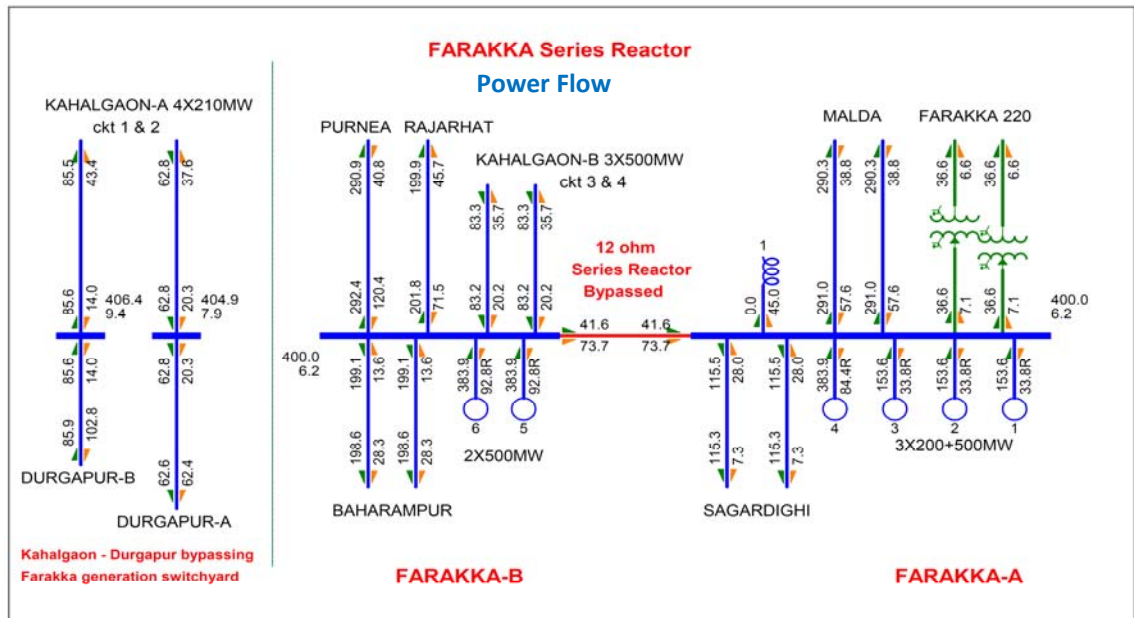 FARAKKA Series Reactor
Power Flow
KAHALGAON-A 4X210MW
ckt 1 & 2
PURNEA RAJARHAT
KAHALGAON-B 3X500MW
ckt 3 & 4
MALDA
FARAKKA 220
85.5
43.4
62.8
37.6
290.9
40.8
199.9
45.7
83.3
35.7
83.3
35.7
290.3
38.8
290.3
38.8
36.6
6.6
36.6
6.6
12 ohm
Series Reactor
Bypassed
1
85.6
14.0
406.4
9.4
62.8
20.3
404.9
7.9
292.4
120.4
201.8
71.5
83.2
20.2
83.2
20.2
41.6 41.6
73.7 73.7
0.0
45.0
291.0
57.6
291.0
57.6
36.6
7.1
36.6
7.1
400.0
6.2
85.6
14.0
62.8
20.3
400.0
6.2
199.1
13.6
199.1
13.6
383.9
92.8R
383.9
92.8R
115.5
28.0
115.5
28.0
383.9
84.4R
153.6
33.8R
153.6
33.8R
153.6
33.8R
6 5
4 3 2 1
2X500MW
3X200+500MW
85.9
102.8
62.6
62.4
198.6
28.3
198.6
28.3
115.3
7.3
115.3
7.3
DURGAPUR-B
DURGAPUR-A
BAHARAMPUR
SAGARDIGHI
Kahalgaon - Durgapur bypassing
Farakka generation switchyard
FARAKKA-B
FARAKKA-A